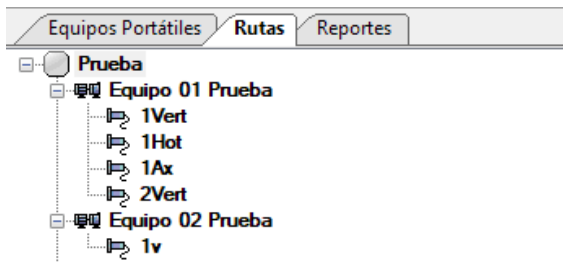 Equipos Portátiles Rutas Reportes
Prueba
Equipo 01 Prueba
1Vert
1Hot
1Ax
2Vert
Equipo 02 Prueba
1v